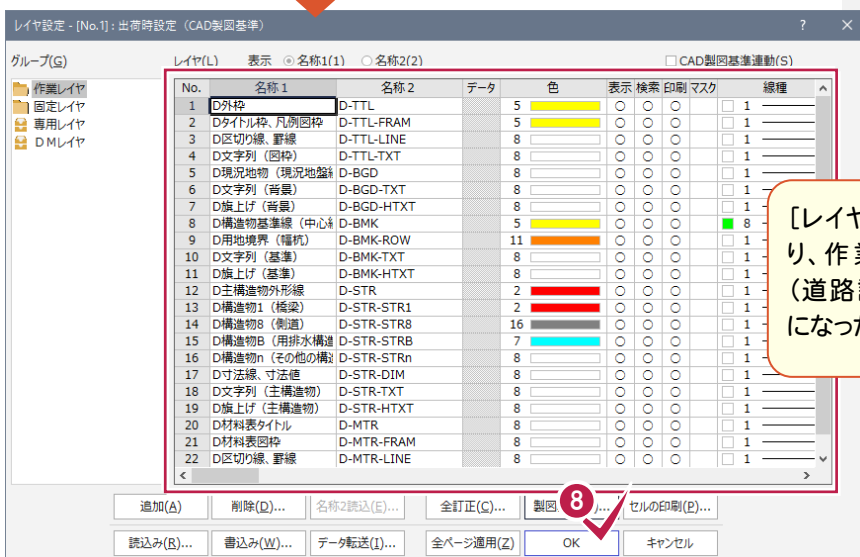 レイヤ設定 - [No.1] : 出荷時設定（CAD製図基準） ? ×
グループ(G) レイヤ(L) 表示 名称1(1) 名称2(2) CAD製図基準連動(S)
作業レイヤ
固定レイヤ
専用レイヤ
DMレイヤ
No. 名称1 名称2 データ 色 表示 検索 印刷 マスク 線種
1 D外枠 D-TTL 5 ○ ○ ○ 1
2 Dタイトル枠、凡例図枠 D-TTL-FRAM 5 ○ ○ ○ 1
3 D区切り線、罫線 D-TTL-LINE 8 ○ ○ ○ 1
4 D文字列（図枠） D-TTL-TXT 8 ○ ○ ○ 1
5 D現況地物（現況地盤 D-BGD 8 ○ ○ ○ 1
6 D文字列（背景） D-BGD-TXT 8 ○ ○ ○ 1
7 D旗上げ（背景） D-BGD-HTXT 8 ○ ○ ○ 1
8 D構造物基準線（中心 D-BMK 5 ○ ○ ○ 8
9 D用地境界（幅杭） D-BMK-ROW 11 ○ ○ ○ 1
10 D文字列（基準） D-BMK-TXT 8 ○ ○ ○ 1
11 D旗上げ（基準） D-BMK-HTXT 8 ○ ○ ○ 1
12 D主構造物外形線 D-STR 2 ○ ○ ○ 1
13 D構造物1（橋梁） D-STR-STR1 2 ○ ○ ○ 1
14 D構造物8（側道） D-STR-STR8 16 ○ ○ ○ 1
15 D構造物B（用排水構造 D-STR-STRB 7 ○ ○ ○ 1
16 D構造物n（その他の構 D-STR-STRn 8 ○ ○ ○ 1
17 D寸法線、寸法値 D-STR-DIM 8 ○ ○ ○ 1
18 D文字列（主構造物） D-STR-TXT 8 ○ ○ ○ 1
19 D旗上げ（主構造物） D-STR-HTXT 8 ○ ○ ○ 1
20 D材料表タイトル D-MTR 8 ○ ○ ○ 1
21 D材料表図枠 D-MTR-FRAM 8 ○ ○ ○ 1
22 D区切り線、罫線 D-MTR-LINE 8 ○ ○ ○ 1
[レイヤ
り、作業
（道路
になっ
追加(A) 削除(D)... 名称2読込(E)... 全訂正(C)... 製図 )... セルの印刷(P)...
8
読込み(R)... 書込み(W)... データ転送(I)... 全ページ適用(Z) OK キャンセル